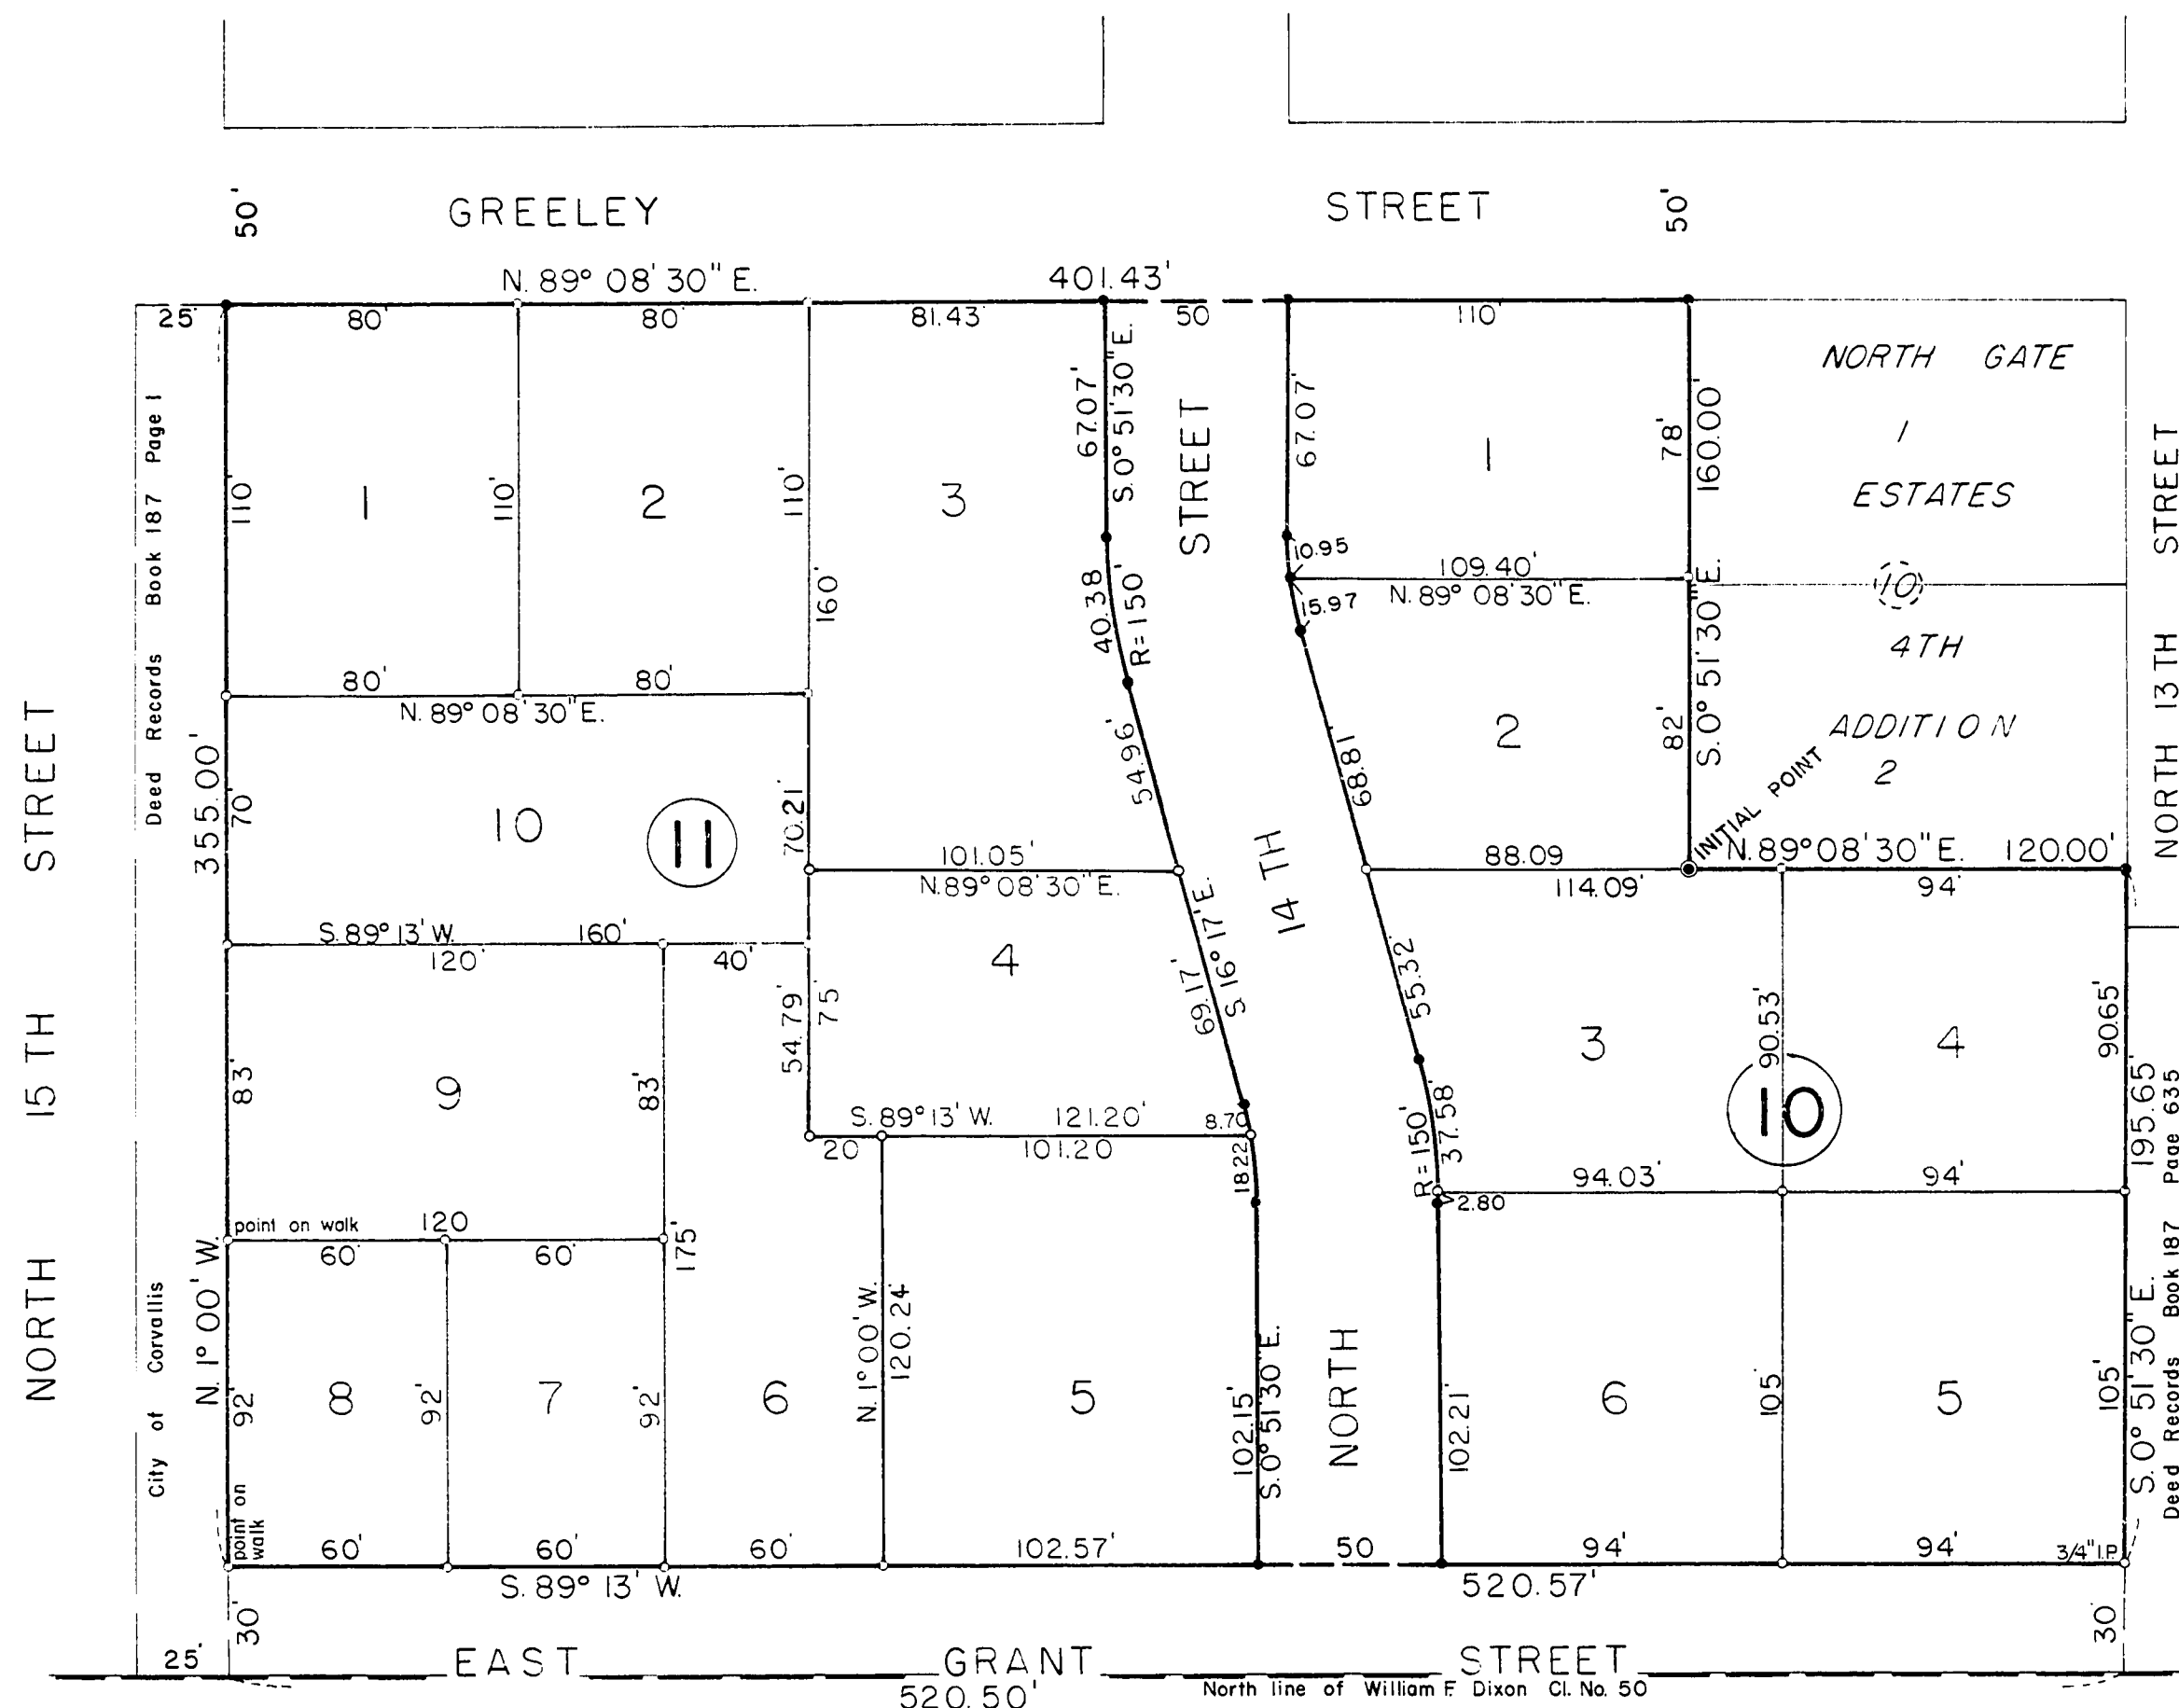 GREELEY STREET
50'
50'
N. 89° 08' 30" E. 401.43'
25'
80'
80'
81.43
50
110'
67.07'
S. 0° 51' 30" E.
STREET
67.07'
1
78'
160.00'
NORTH GATE
1
ESTATES
10
4TH
ADDITION
2
NORTH 13 TH STREET
Deed Records Book 187 Page 1
110'
1
110'
2
110'
160'
3
40.38
R = 150'
10.95
15.97
109.40'
N. 89° 08' 30" E.
S. 0° 51' 30" E.
80'
80'
N. 89° 08' 30" E.
54.96'
68.81'
2
82'
INITIAL POINT
355.00'
70
10
11
70.21'
101.05'
N. 89° 08' 30" E.
14 TH
88.09
114.09'
N. 89° 08' 30" E. 120.00'
94'
NORTH 15 TH STREET
S. 89° 13' W. 160'
120'
40'
4
69.17'
S. 16° 17' E.
55.32'
3
90.53'
4
90.65'
54.79'
75'
83'
9
83'
10
195.65'
S. 89° 13' W. 121.20'
8.70
20
101.20
18.22
R = 150'
37.58'
94.03'
94'
2.80
point on walk
120
60'
60'
175'
N. 1° 00' W.
City of Corvallis
92'
8
92'
7
92'
6
N. 1° 00' W.
120.24'
5
102.15'
S. 0° 51' 30" E.
NORTH
102.21'
6
105'
5
105'
S. 0° 51' 30" E.
Deed Records Book 187 Page 635
point on
walk
60'
60'
60'
102.57'
50
94'
94'
3/4" I.P.
S. 89° 13' W.
520.57'
30'
30'
25'
EAST GRANT STREET
520.50'
North line of William F. Dixon Cl. No. 50